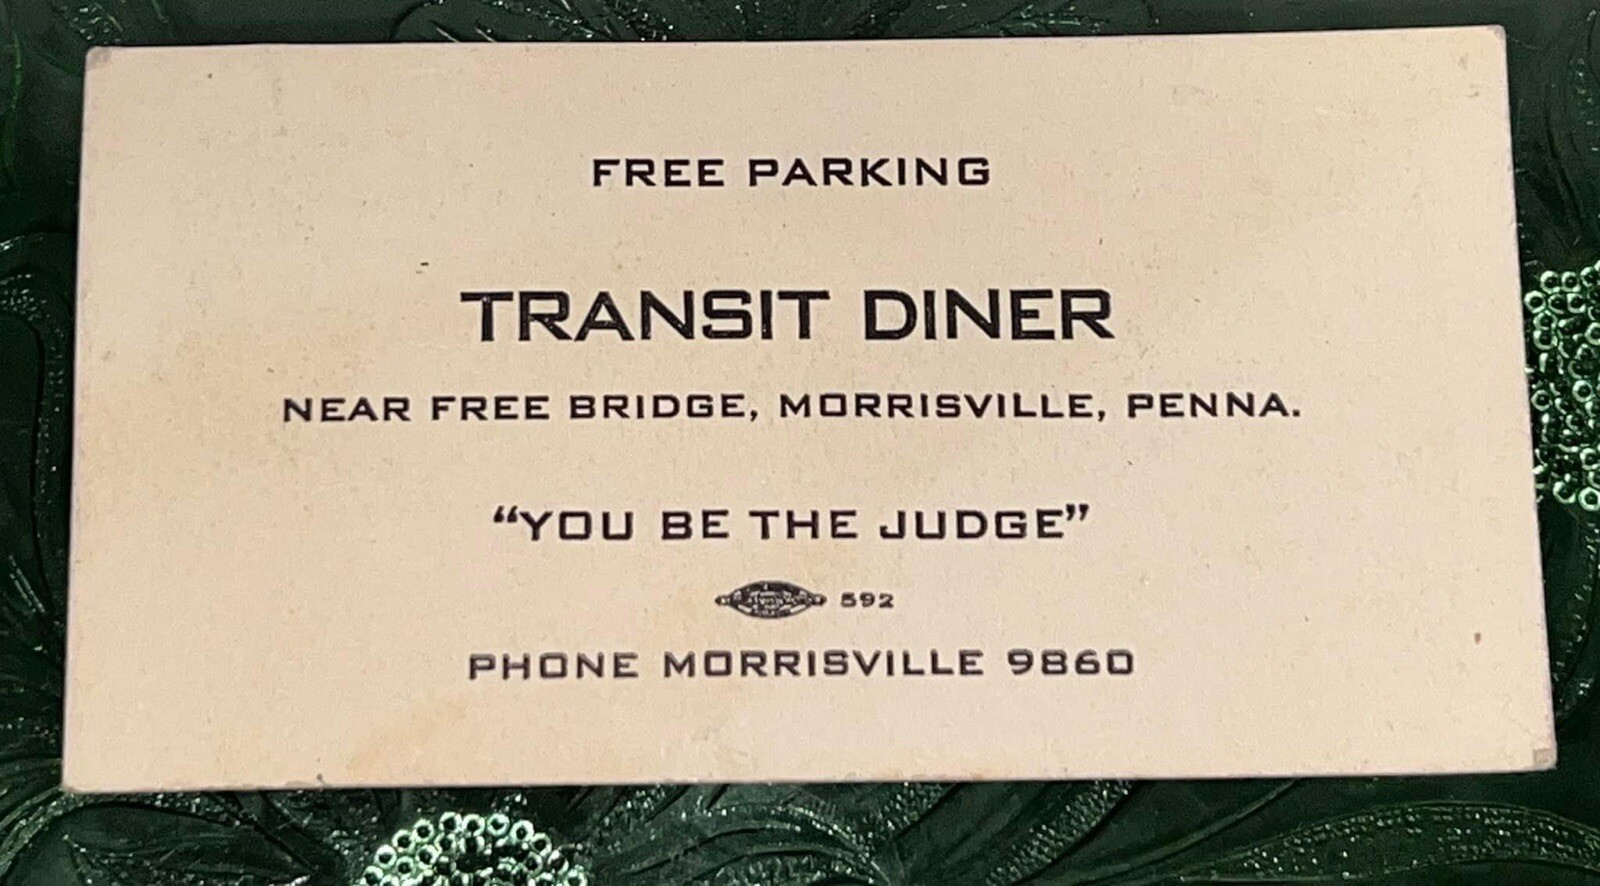 FREE PARKING
TRANSIT DINER
NEAR FREE BRIDGE, MORRISVILLE, PENNA.
“YOU BE THE JUDGE”
592
PHONE MORRISVILLE 9860